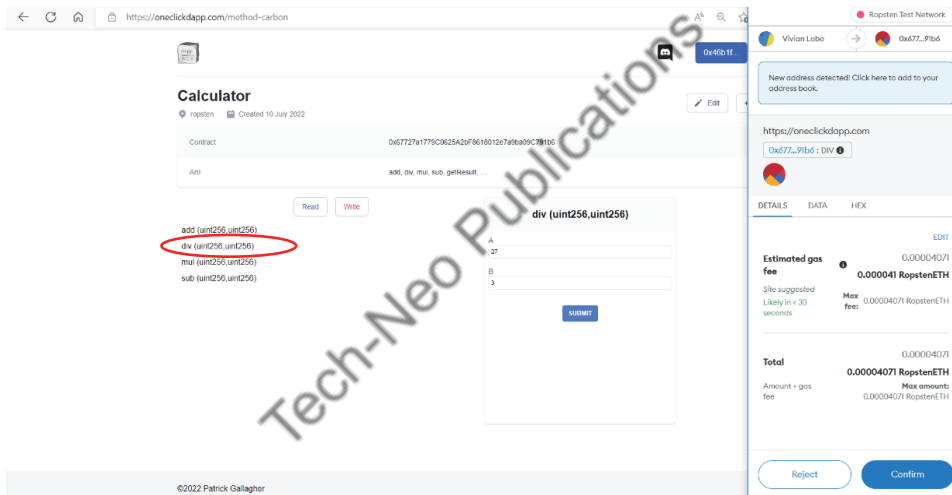 https://oneclickdapp.com/method-carbon
0x46b1f...
Calculator
ropsten Created 10 July 2022
Edit
Contract 0x67727a1779C0625A2bF8618012e7a9ba09C791b6
ABI add, div, mul, sub, getResult, ...
Read Write
add (uint256,uint256)
div (uint256,uint256)
mul (uint256,uint256)
sub (uint256,uint256)
div (uint256,uint256)
A
27
B
3
SUBMIT
©2022 Patrick Gallagher
Tech-Neo Publications
Ropsten Test Network
Vivian Lobo 0x677...91b6
New address detected! Click here to add to your
address book.
https://oneclickdapp.com
0x677...91b6 : DIV
DETAILS DATA HEX
EDIT
Estimated gas
fee
0.00004071
0.000041 RopstenETH
Site suggested
Likely in < 30
seconds
Max
fee:
0.00004071 RopstenETH
Total
0.00004071
0.00004071 RopstenETH
Amount + gas
fee
Max amount:
0.00004071 RopstenETH
Reject Confirm